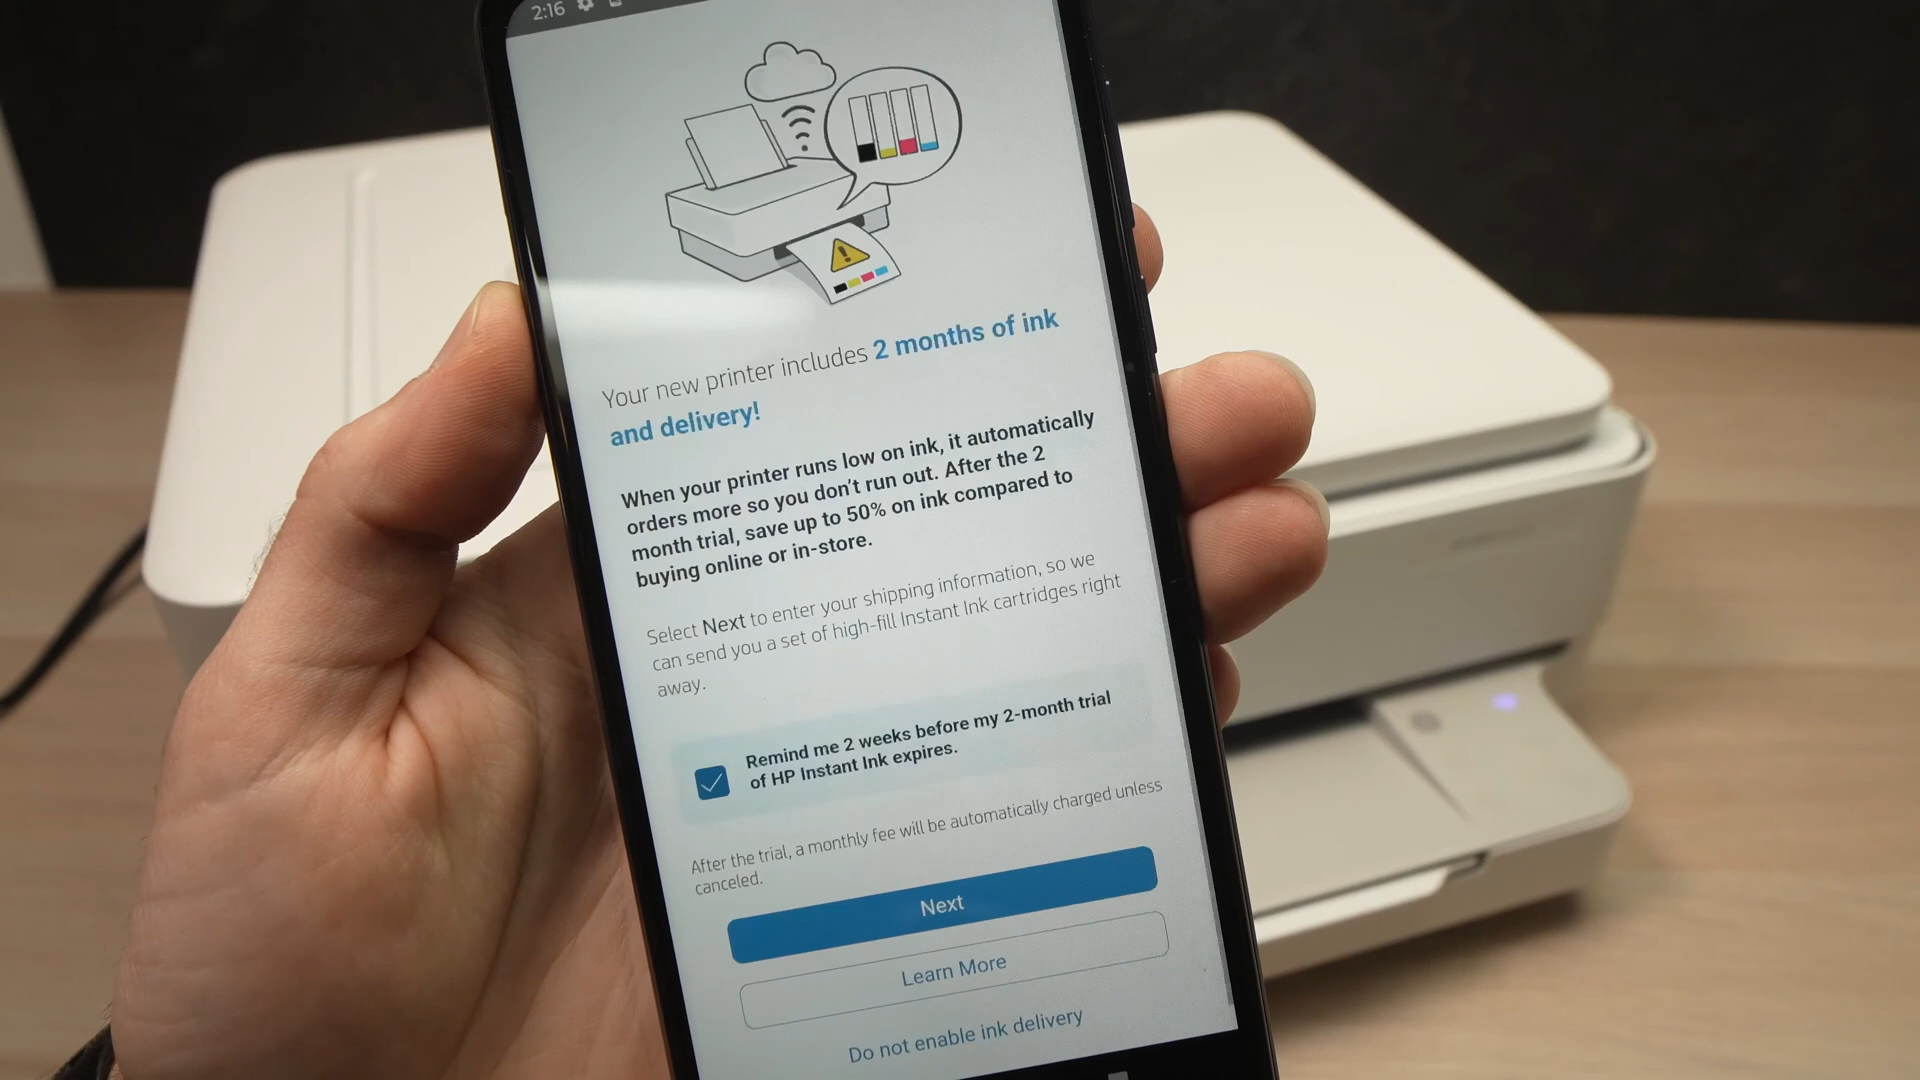 2:16
Your new printer includes 2 months of ink
and delivery!
When your printer runs low on ink, it automatically
orders more so you don't run out. After the 2
month trial, save up to 50% on ink compared to
buying online or in-store.
Select Next to enter your shipping information, so we
can send you a set of high-fill Instant Ink cartridges right
away.
Remind me 2 weeks before my 2-month trial
of HP Instant Ink expires.
After the trial, a monthly fee will be automatically charged unless
canceled.
Next
Learn More
Do not enable ink delivery